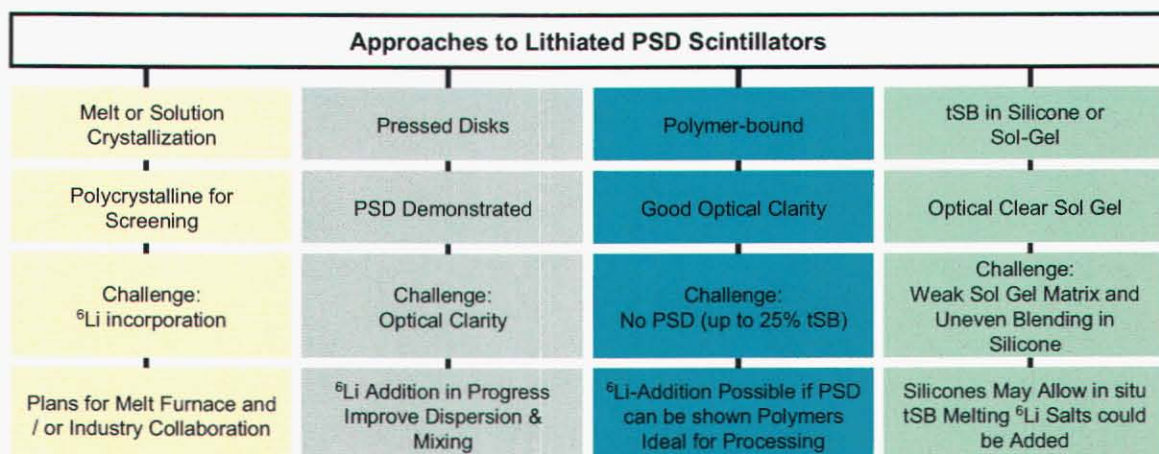 Approaches to Lithiated PSD Scintillators
Melt or Solution
Crystallization
Pressed Disks
Polymer-bound
tSB in Silicone or
Sol-Gel
Polycrystalline for
Screening
PSD Demonstrated
Good Optical Clarity
Optical Clear Sol Gel
Challenge:
⁶Li incorporation
Challenge:
Optical Clarity
Challenge:
No PSD (up to 25% tSB)
Challenge:
Weak Sol Gel Matrix and
Uneven Blending in
Silicone
Plans for Melt Furnace and
/ or Industry Collaboration
⁶Li Addition in Progress
Improve Dispersion &
Mixing
⁶Li-Addition Possible if PSD
can be shown Polymers
Ideal for Processing
Silicones May Allow in situ
tSB Melting ⁶Li Salts could
be Added